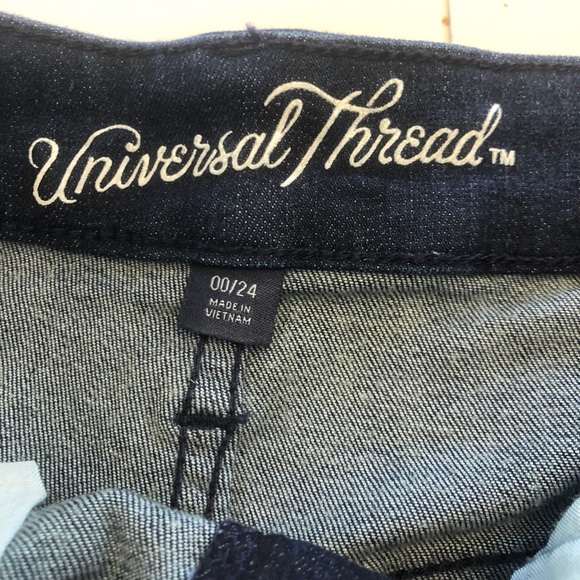 Universal Thread™
00/24
MADE IN
VIETNAM